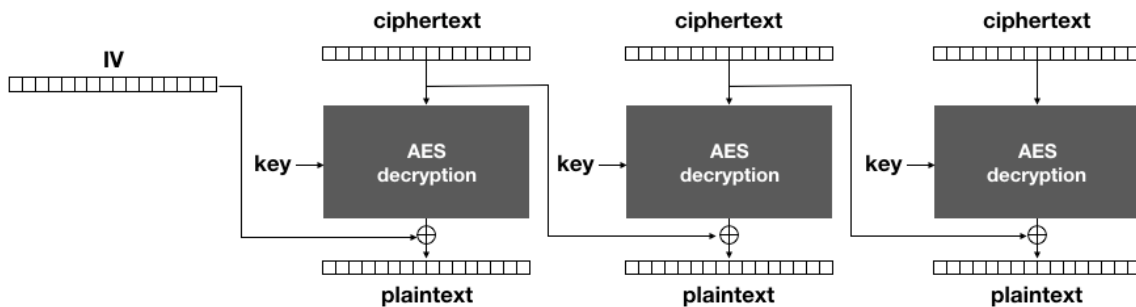 IV
ciphertext
ciphertext
ciphertext
key
AES
decryption
key
AES
decryption
key
AES
decryption
plaintext
plaintext
plaintext